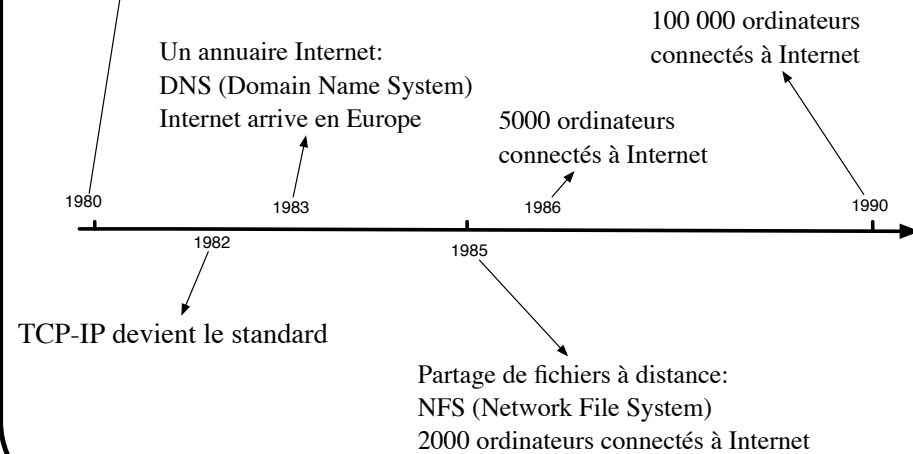 100 000 ordinateurs
connectés à Internet
Un annuaire Internet:
DNS (Domain Name System)
Internet arrive en Europe
5000 ordinateurs
connectés à Internet
1980
1983
1986
1990
1982
1985
TCP-IP devient le standard
Partage de fichiers à distance:
NFS (Network File System)
2000 ordinateurs connectés à Internet